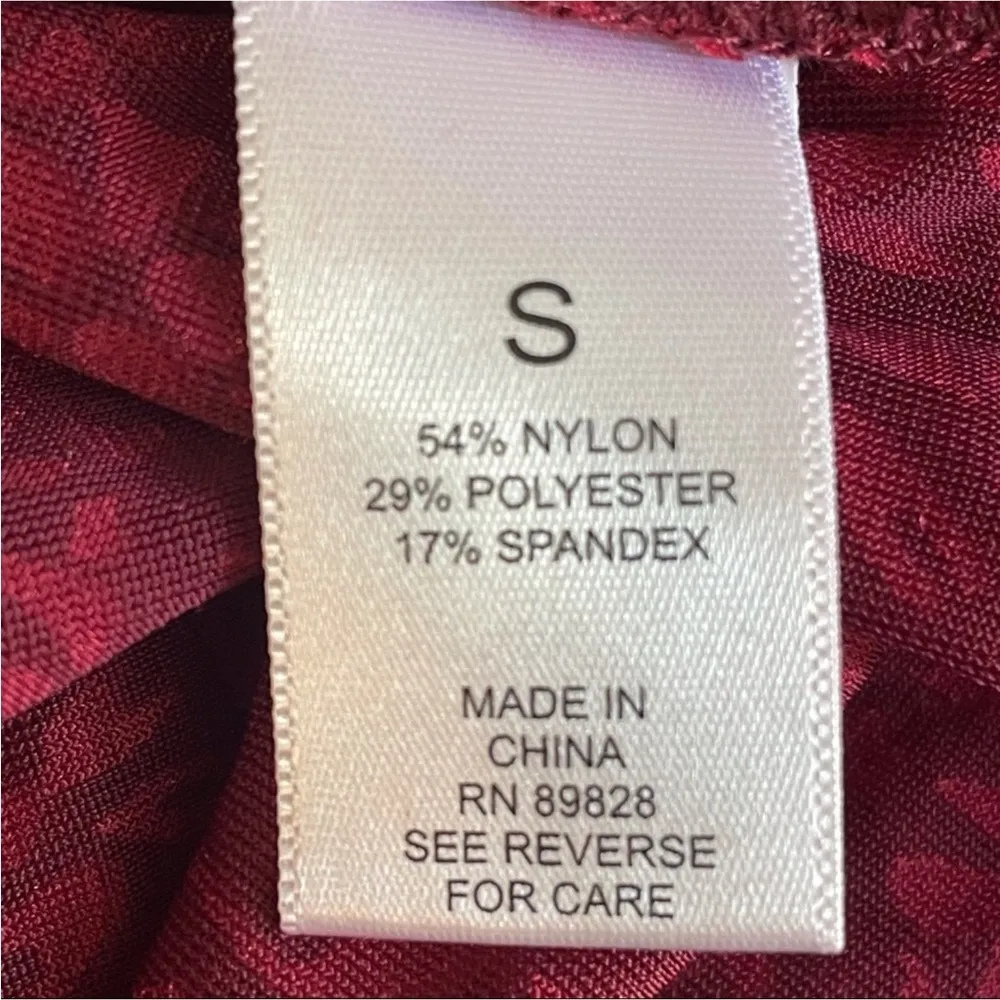 S
54% NYLON
29% POLYESTER
17% SPANDEX
MADE IN
CHINA
RN 89828
SEE REVERSE
FOR CARE